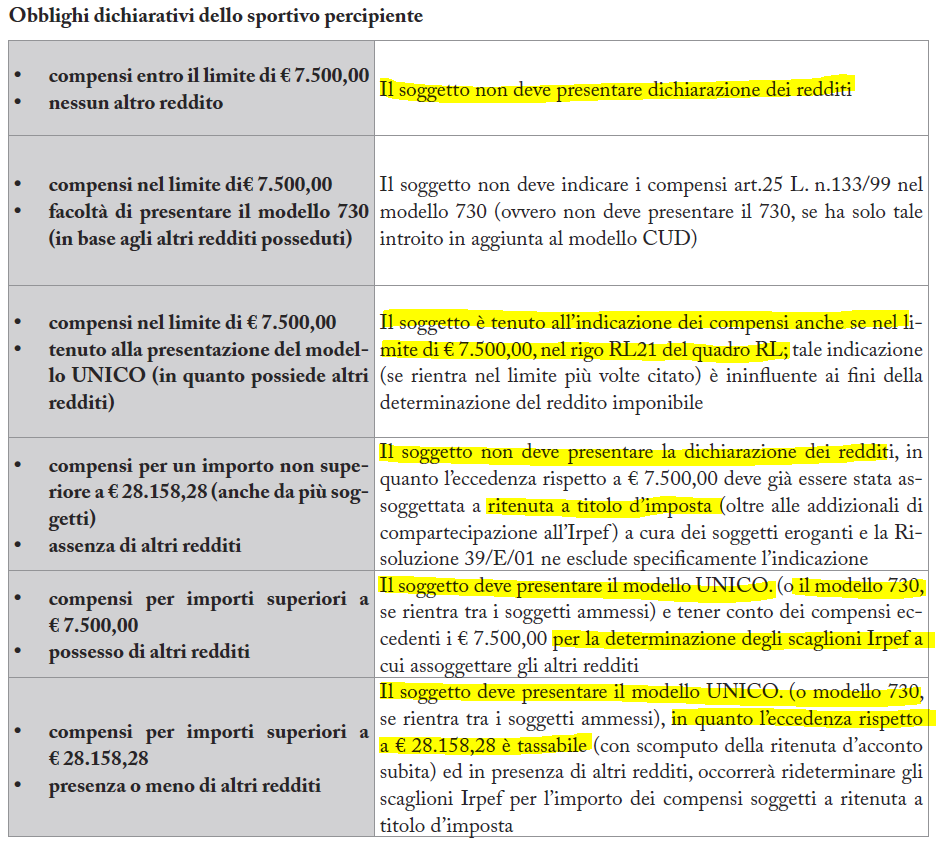 Obblighi dichiarativi dello sportivo percipiente
• compensi entro il limite di € 7.500,00
• nessun altro reddito
Il soggetto non deve presentare dichiarazione dei redditi
• compensi nel limite di€ 7.500,00
• facoltà di presentare il modello 730
(in base agli altri redditi posseduti)
Il soggetto non deve indicare i compensi art.25 L. n.133/99 nel
modello 730 (ovvero non deve presentare il 730, se ha solo tale
introito in aggiunta al modello CUD)
• compensi nel limite di € 7.500,00
• tenuto alla presentazione del model-
lo UNICO (in quanto possiede altri
redditi)
Il soggetto è tenuto all'indicazione dei compensi anche se nel li-
mite di € 7.500,00, nel rigo RL21 del quadro RL; tale indicazione
(se rientra nel limite più volte citato) è ininfluente ai fini della
determinazione del reddito imponibile
• compensi per un importo non supe-
riore a € 28.158,28 (anche da più sog-
getti)
• assenza di altri redditi
Il soggetto non deve presentare la dichiarazione dei redditi, in
quanto l'eccedenza rispetto a € 7.500,00 deve già essere stata as-
soggettata a ritenuta a titolo d'imposta (oltre alle addizionali di
compartecipazione all'Irpef) a cura dei soggetti eroganti e la Ri-
soluzione 39/E/01 ne esclude specificamente l'indicazione
• compensi per importi superiori a
€ 7.500,00
• possesso di altri redditi
Il soggetto deve presentare il modello UNICO. (o il modello 730,
se rientra tra i soggetti ammessi) e tener conto dei compensi ec-
cedenti i € 7.500,00 per la determinazione degli scaglioni Irpef a
cui assoggettare gli altri redditi
• compensi per importi superiori a
€ 28.158,28
• presenza o meno di altri redditi
Il soggetto deve presentare il modello UNICO. (o modello 730,
se rientra tra i soggetti ammessi), in quanto l'eccedenza rispetto
a € 28.158,28 è tassabile (con scomputo della ritenuta d'acconto
subita) ed in presenza di altri redditi, occorrerà rideterminare gli
scaglioni Irpef per l'importo dei compensi soggetti a ritenuta a
titolo d'imposta